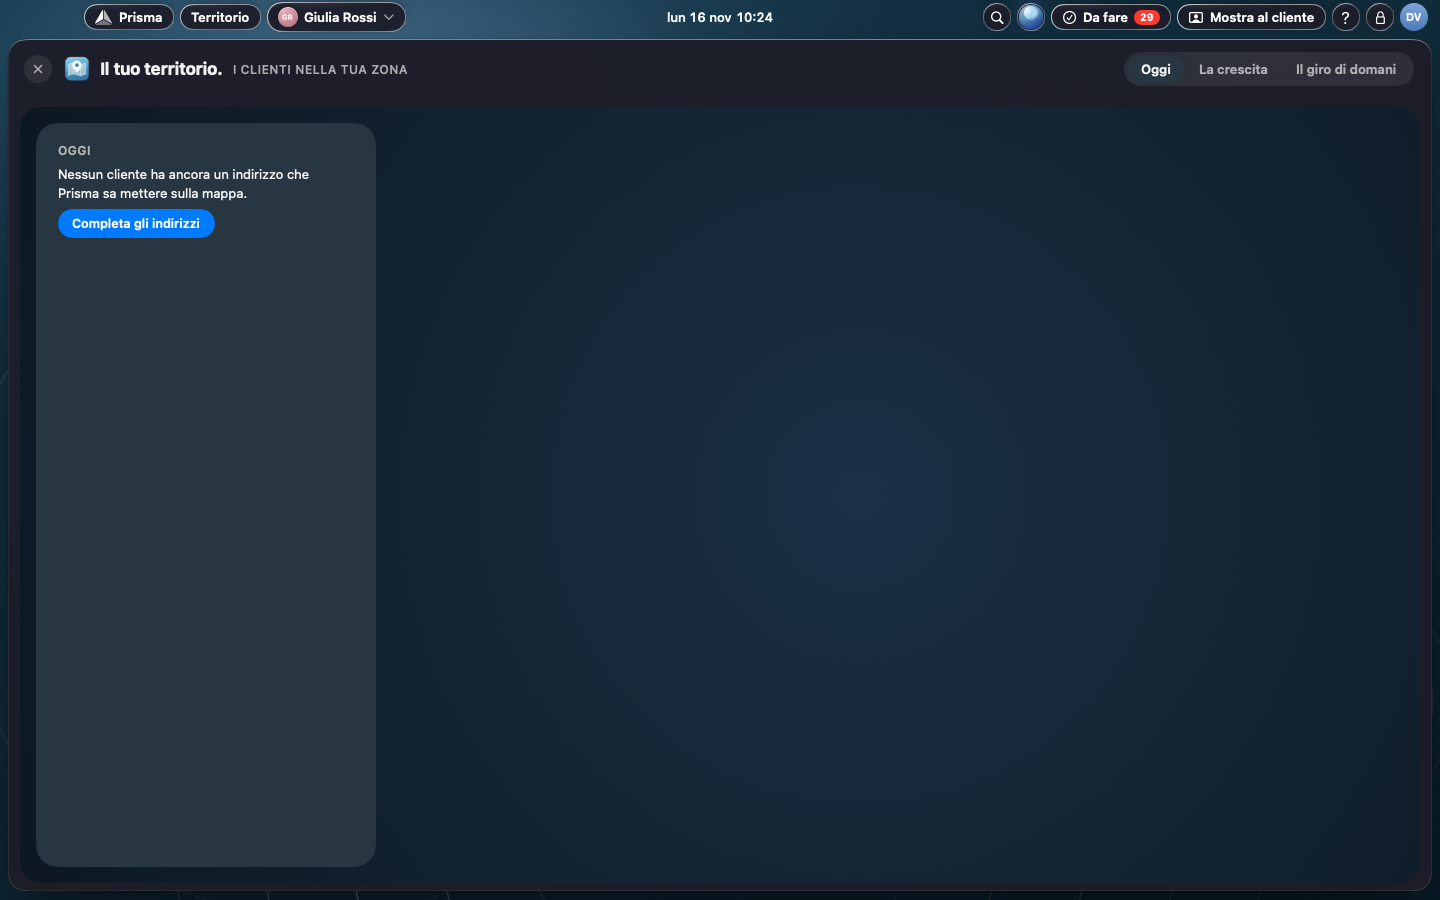 Prisma
Territorio
GR
Giulia Rossi
lun 16 nov 10:24
Da fare
29
Mostra al cliente
?
DV
Il tuo territorio.
I CLIENTI NELLA TUA ZONA
Oggi
La crescita
Il giro di domani
OGGI
Nessun cliente ha ancora un indirizzo che
Prisma sa mettere sulla mappa.
Completa gli indirizzi